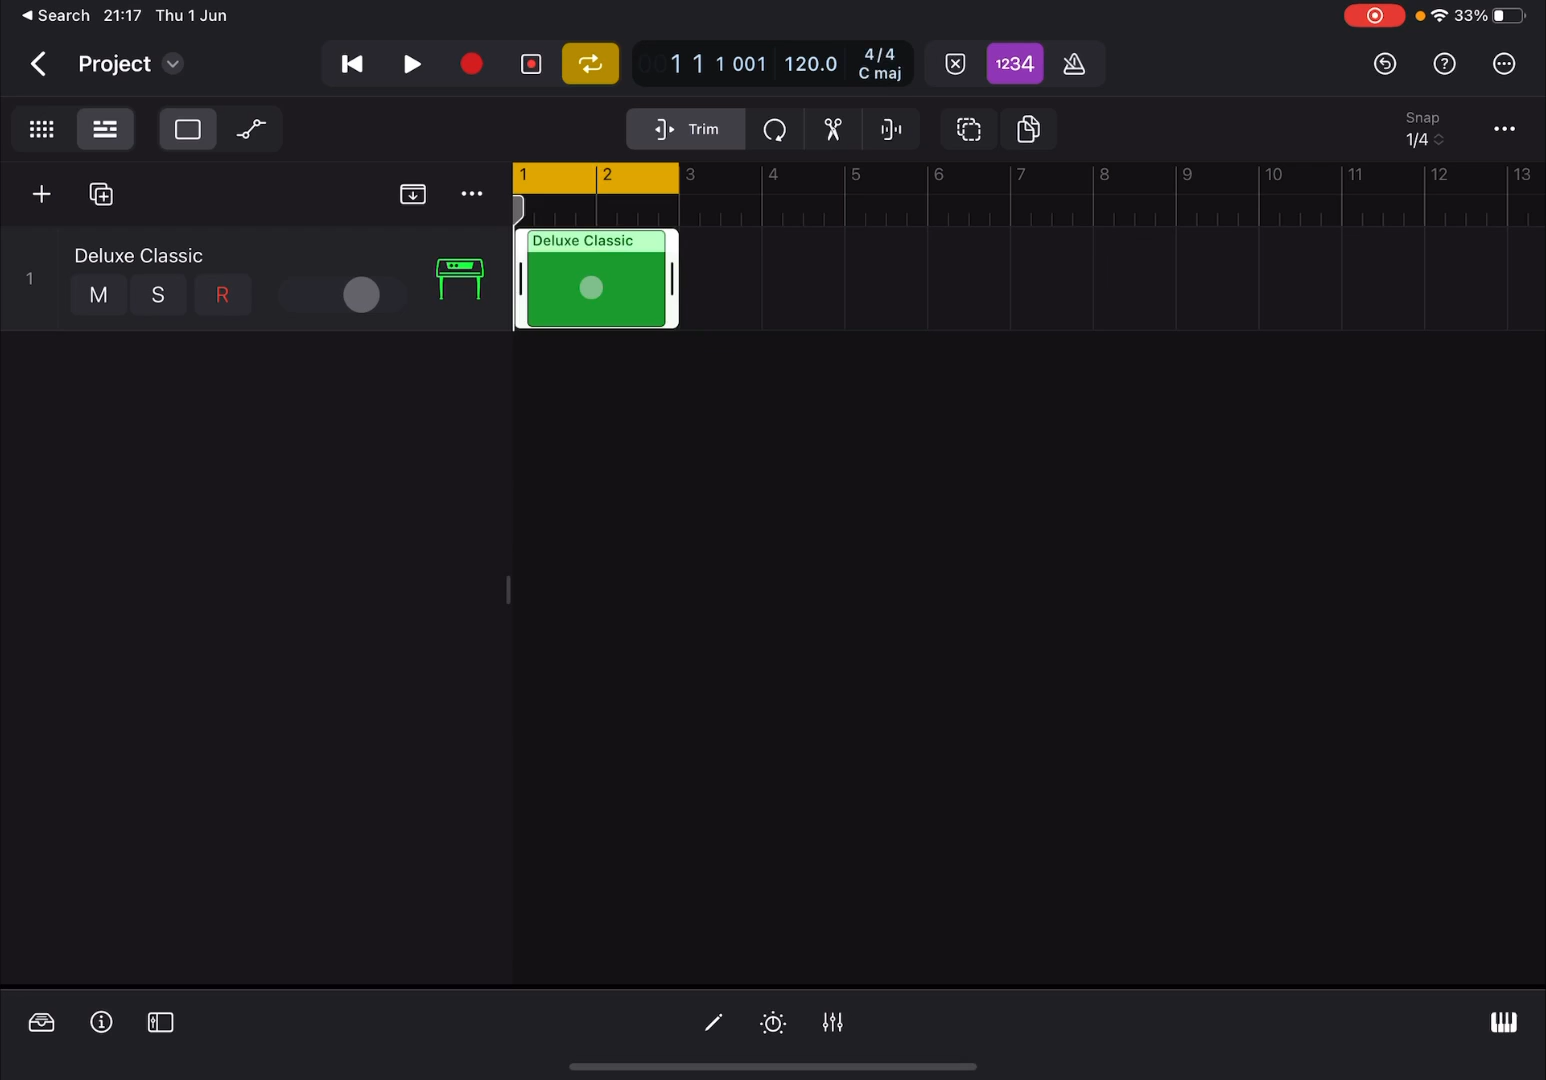 ◀ Search 21:17 Thu 1 Jun 33%
Project 1 1 1 001 120.0 4/4 1234
C maj
Trim Snap
1/4
1 2 3 4 5 6 7 8 9 10 11 12 13
Deluxe Classic
1 Deluxe Classic
M S R